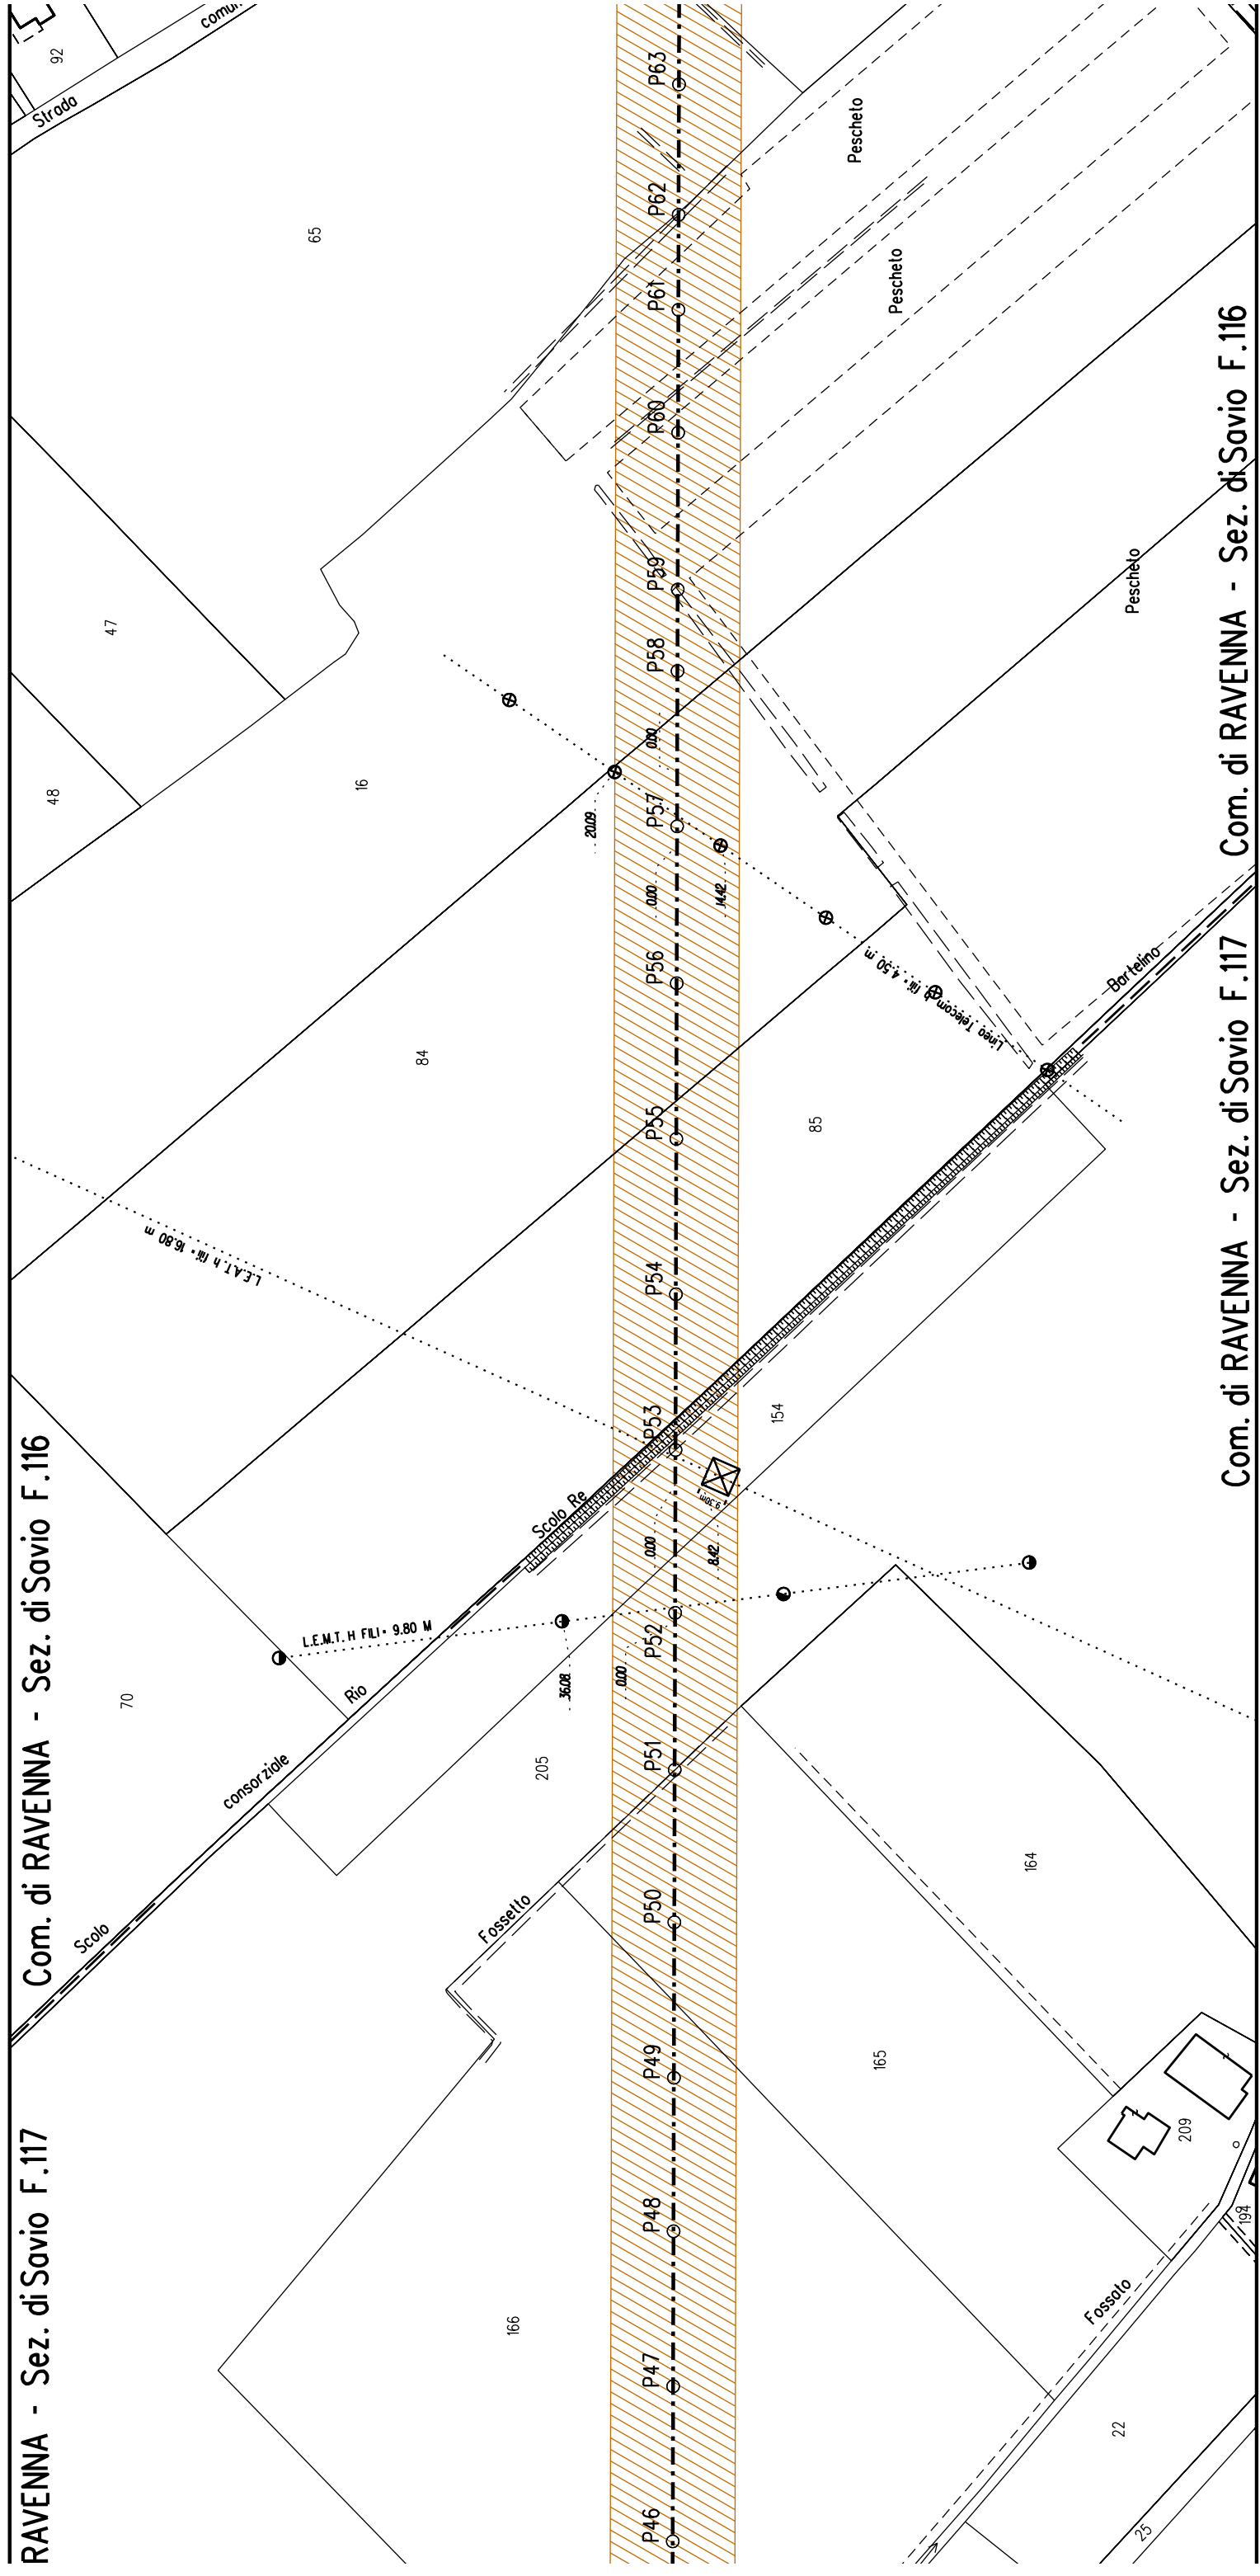 92
Strada
comun
65
47
48
16
84
70
205
166
Com. di RAVENNA - Sez. di Savio F.116
RAVENNA - Sez. di Savio F.117
L.E.A.T. h fili = 16.80 m
L.E.M.T. H FILI = 9.80 M
Scolo
consorziale
Rio
Scolo Re
Fossetto
P63
P62
P61
P60
P59
P58
P57
P56
P55
P54
P53
P52
P51
P50
P49
P48
P47
P46
0.00
20.09
0.00
14.42
0.00
8.42
9.30m
36.08
0.00
Pescheto
Pescheto
Pescheto
Linea Telecom h fili = 4.50 m
Bartolino
85
154
164
165
209
194
Fossato
22
25
Com. di RAVENNA - Sez. di Savio F.116
Com. di RAVENNA - Sez. di Savio F.117